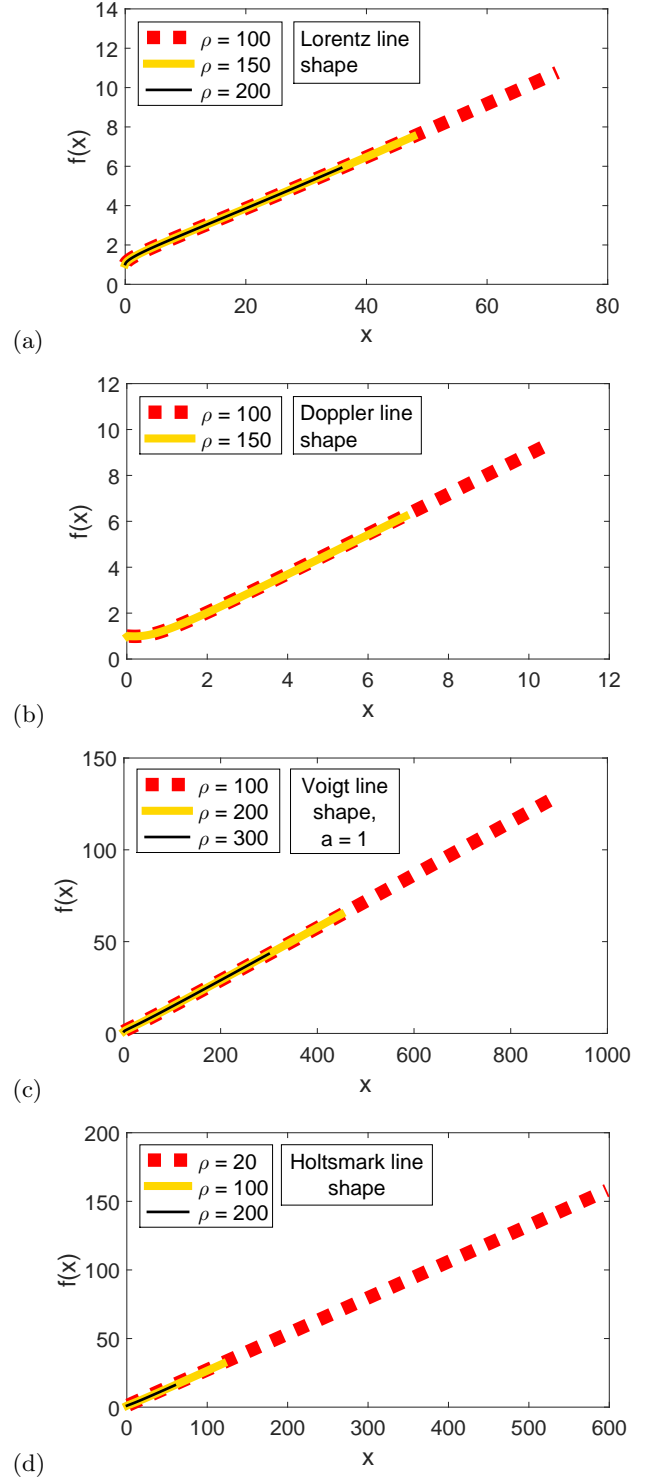 14
12
10
8
6
4
2
0
f(x)
ρ = 100
ρ = 150
ρ = 200
Lorentz line
shape
0 20 40 60 80
x
(a)
12
10
8
6
4
2
0
f(x)
ρ = 100
ρ = 150
Doppler line
shape
0 2 4 6 8 10 12
x
(b)
150
100
50
0
f(x)
ρ = 100
ρ = 200
ρ = 300
Voigt line
shape,
a = 1
0 200 400 600 800 1000
x
(c)
200
150
100
50
0
f(x)
ρ = 20
ρ = 100
ρ = 200
Holtsmark line
shape
0 100 200 300 400 500 600
x
(d)